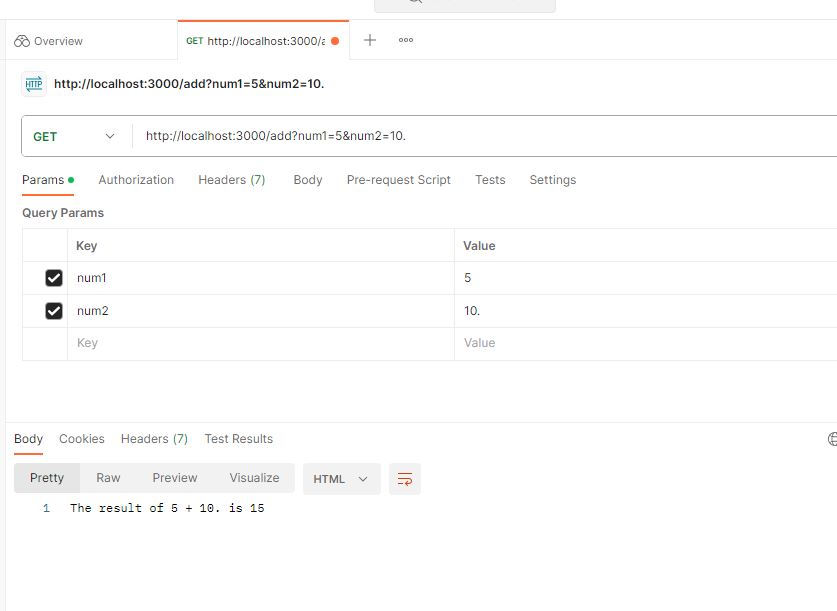 Overview
GET http://localhost:3000/a
HTTP http://localhost:3000/add?num1=5&num2=10.
GET http://localhost:3000/add?num1=5&num2=10.
Params Authorization Headers (7) Body Pre-request Script Tests Settings
Query Params
Key Value
num1 5
num2 10.
Key Value
Body Cookies Headers (7) Test Results
Pretty Raw Preview Visualize HTML
1 The result of 5 + 10. is 15